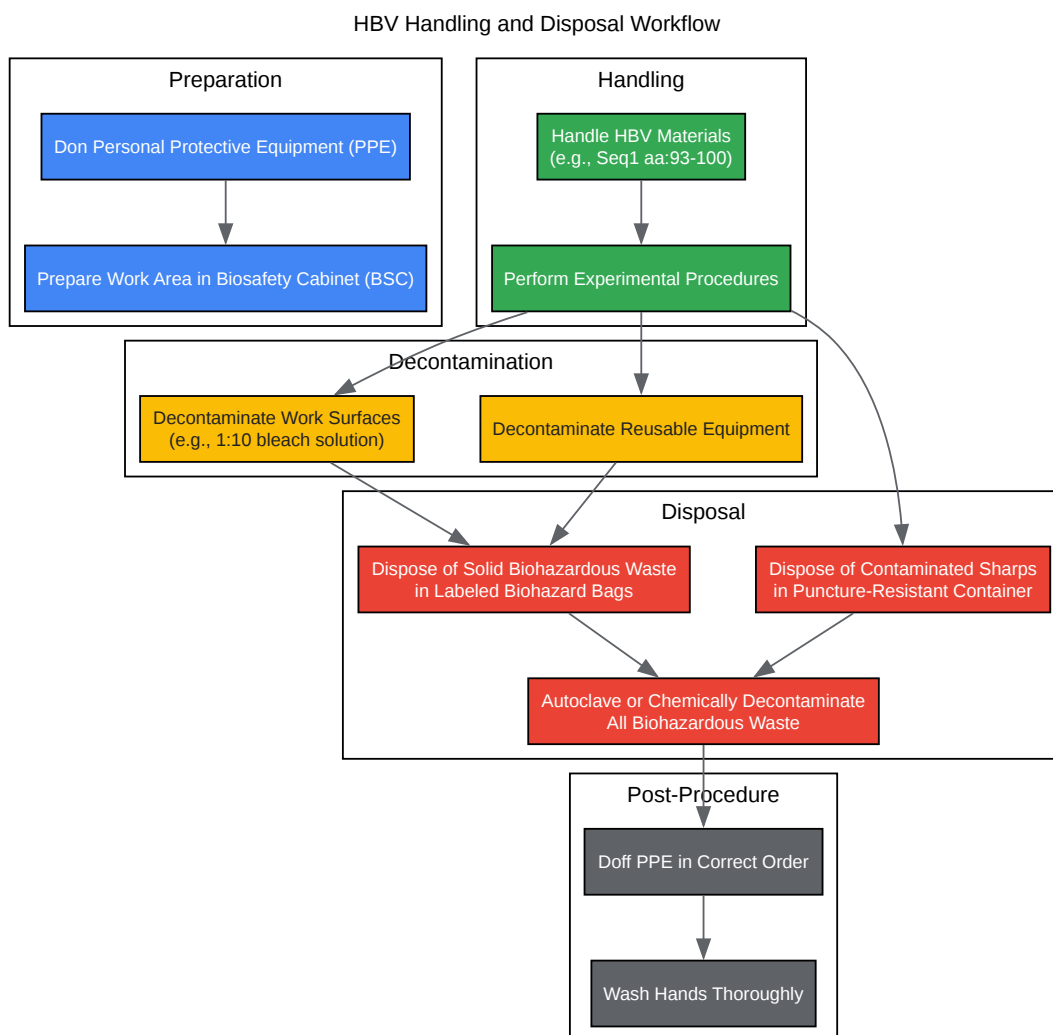 HBV Handling and Disposal Workflow
Preparation
Don Personal Protective Equipment (PPE)
Prepare Work Area in Biosafety Cabinet (BSC)
Handling
Handle HBV Materials
(e.g., Seq1 aa:93-100)
Perform Experimental Procedures
Decontamination
Decontaminate Work Surfaces
(e.g., 1:10 bleach solution)
Decontaminate Reusable Equipment
Disposal
Dispose of Solid Biohazardous Waste
in Labeled Biohazard Bags
Dispose of Contaminated Sharps
in Puncture-Resistant Container
Autoclave or Chemically Decontaminate
All Biohazardous Waste
Post-Procedure
Doff PPE in Correct Order
Wash Hands Thoroughly